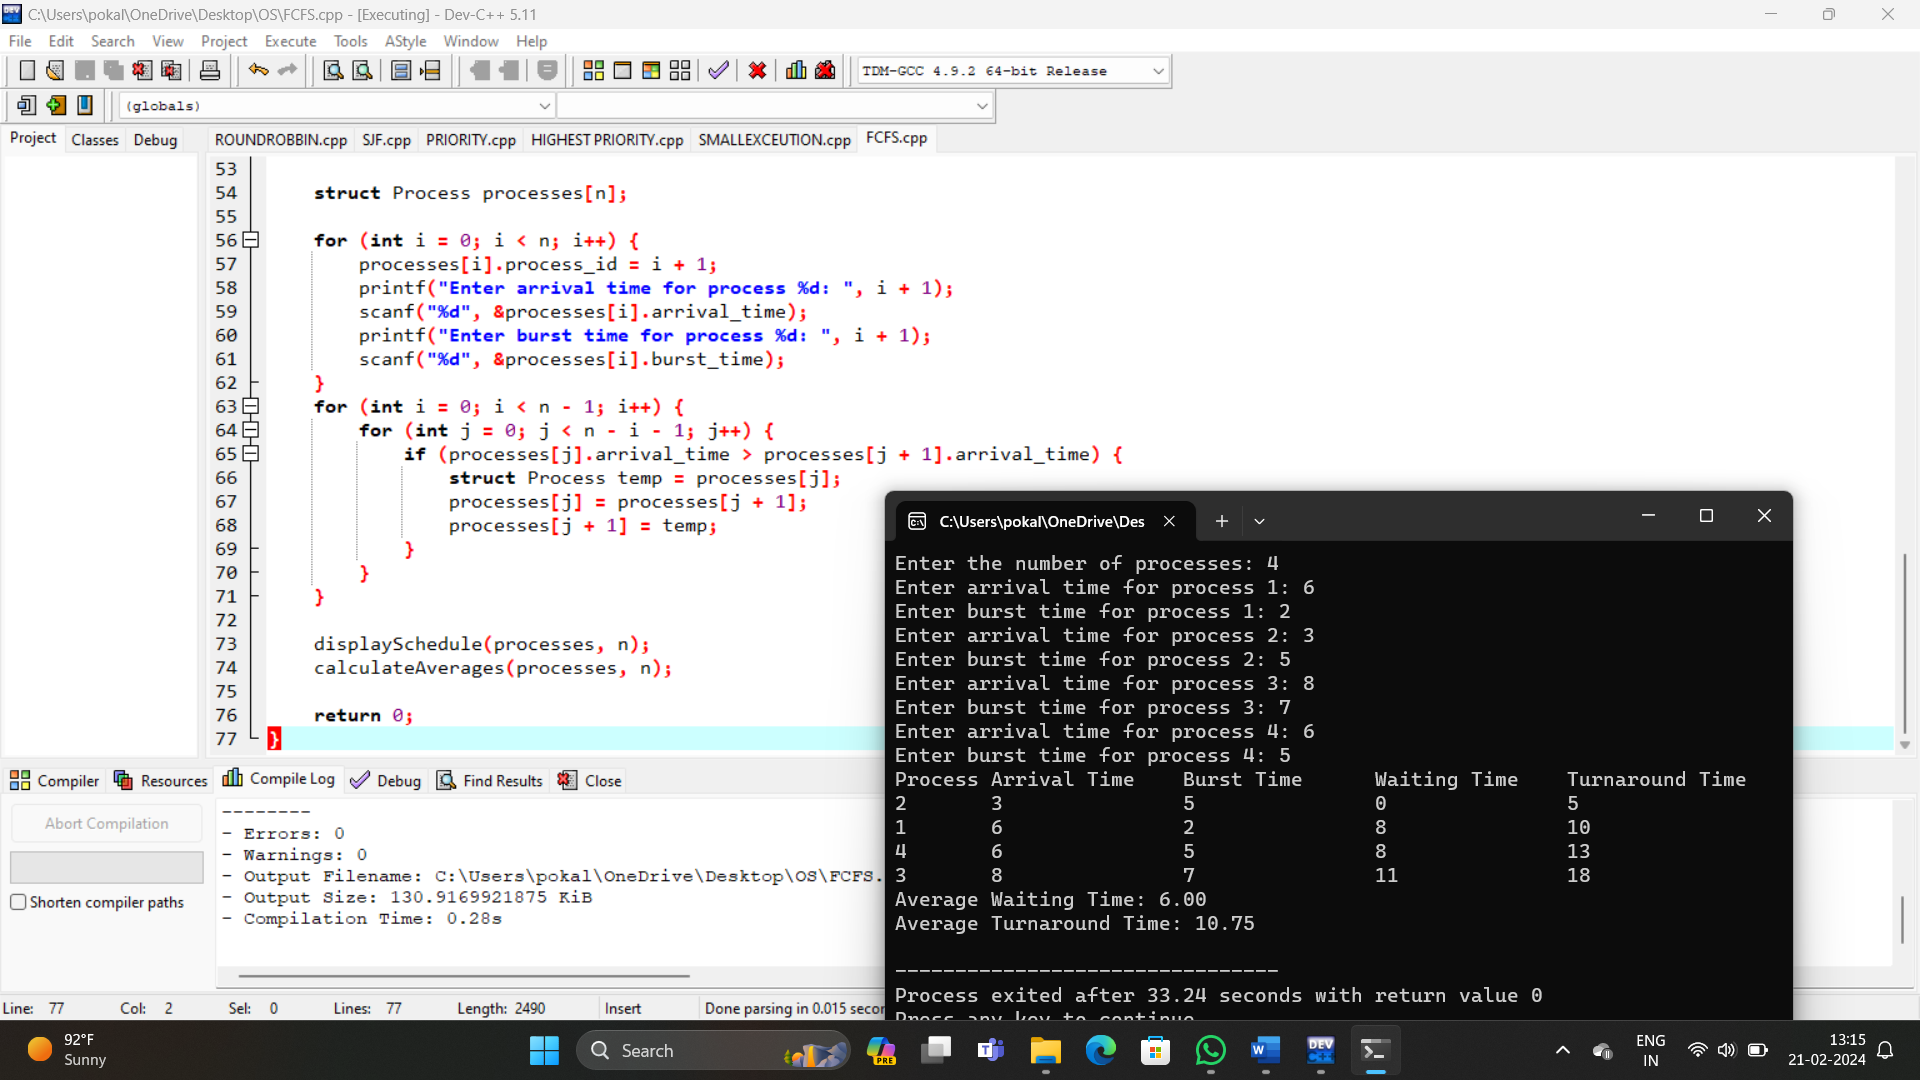 C:\Users\pokal\OneDrive\Desktop\OS\FCFS.cpp - [Executing] - Dev-C++ 5.11
File Edit Search View Project Execute Tools AStyle Window Help
TDM-GCC 4.9.2 64-bit Release
(globals)
Project Classes Debug
ROUNDROBBIN.cpp SJF.cpp PRIORITY.cpp HIGHEST PRIORITY.cpp SMALLEXCEUTION.cpp FCFS.cpp
53
54 struct Process processes[n];
55
56 for (int i = 0; i < n; i++) {
57 processes[i].process_id = i + 1;
58 printf("Enter arrival time for process %d: ", i + 1);
59 scanf("%d", &processes[i].arrival_time);
60 printf("Enter burst time for process %d: ", i + 1);
61 scanf("%d", &processes[i].burst_time);
62 }
63 for (int i = 0; i < n - 1; i++) {
64 for (int j = 0; j < n - i - 1; j++) {
65 if (processes[j].arrival_time > processes[j + 1].arrival_time) {
66 struct Process temp = processes[j];
67 processes[j] = processes[j + 1];
68 processes[j + 1] = temp;
69 }
70 }
71 }
72
73 displaySchedule(processes, n);
74 calculateAverages(processes, n);
75
76 return 0;
77 }
Compiler Resources Compile Log Debug Find Results Close
Abort Compilation
Shorten compiler paths
--------
- Errors: 0
- Warnings: 0
- Output Filename: C:\Users\pokal\OneDrive\Desktop\OS\FCFS.
- Output Size: 130.9169921875 KiB
- Compilation Time: 0.28s
Line: 77 Col: 2 Sel: 0 Lines: 77 Length: 2490 Insert Done parsing in 0.015 secon
C:\Users\pokal\OneDrive\Des
Enter the number of processes: 4
Enter arrival time for process 1: 6
Enter burst time for process 1: 2
Enter arrival time for process 2: 3
Enter burst time for process 2: 5
Enter arrival time for process 3: 8
Enter burst time for process 3: 7
Enter arrival time for process 4: 6
Enter burst time for process 4: 5
Process Arrival Time Burst Time Waiting Time Turnaround Time
2 3 5 0 5
1 6 2 8 10
4 6 5 8 13
3 8 7 11 18
Average Waiting Time: 6.00
Average Turnaround Time: 10.75
--------------------------------
Process exited after 33.24 seconds with return value 0
Press any key to continue
92°F
Sunny
Search
PRE
DEV
ENG
IN
13:15
21-02-2024